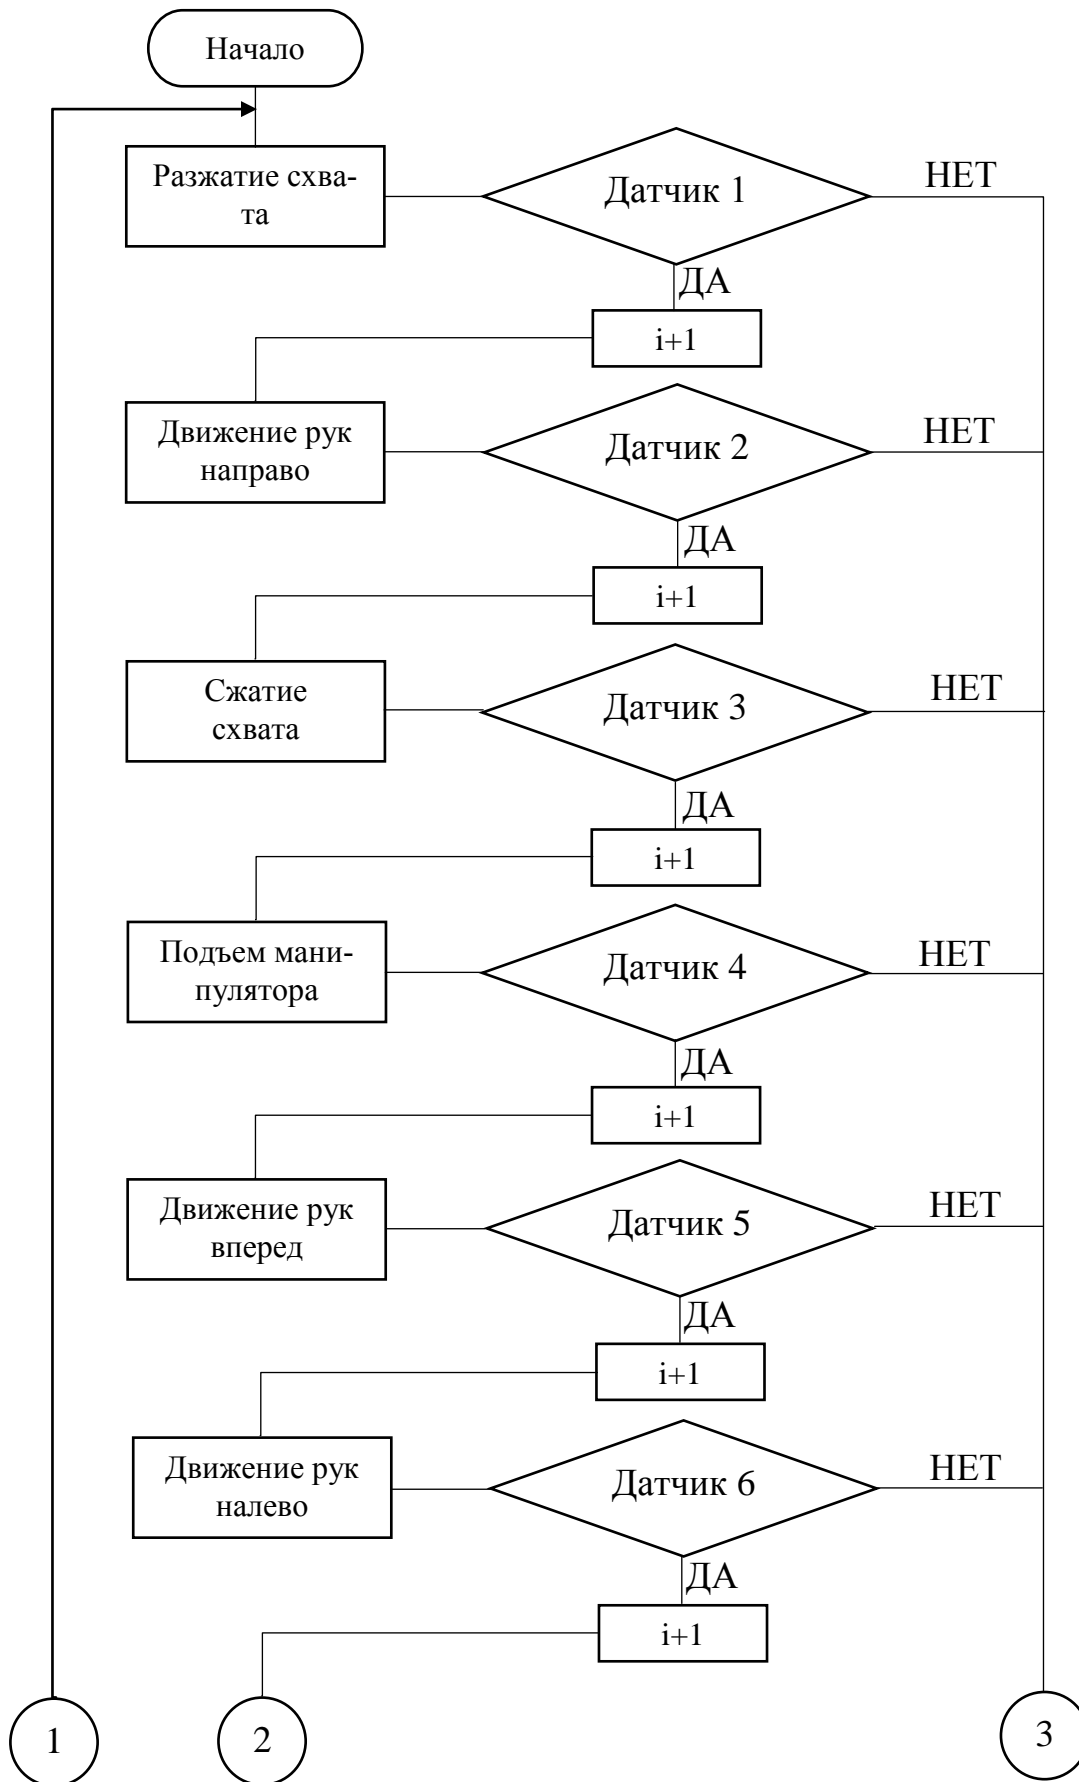 Начало
Разжатие схва-
та
Датчик 1
НЕТ
ДА
i+1
Движение рук
направо
Датчик 2
НЕТ
ДА
i+1
Сжатие
схвата
Датчик 3
НЕТ
ДА
i+1
Подъем мани-
пулятора
Датчик 4
НЕТ
ДА
i+1
Движение рук
вперед
Датчик 5
НЕТ
ДА
i+1
Движение рук
налево
Датчик 6
НЕТ
ДА
i+1
1
2
3